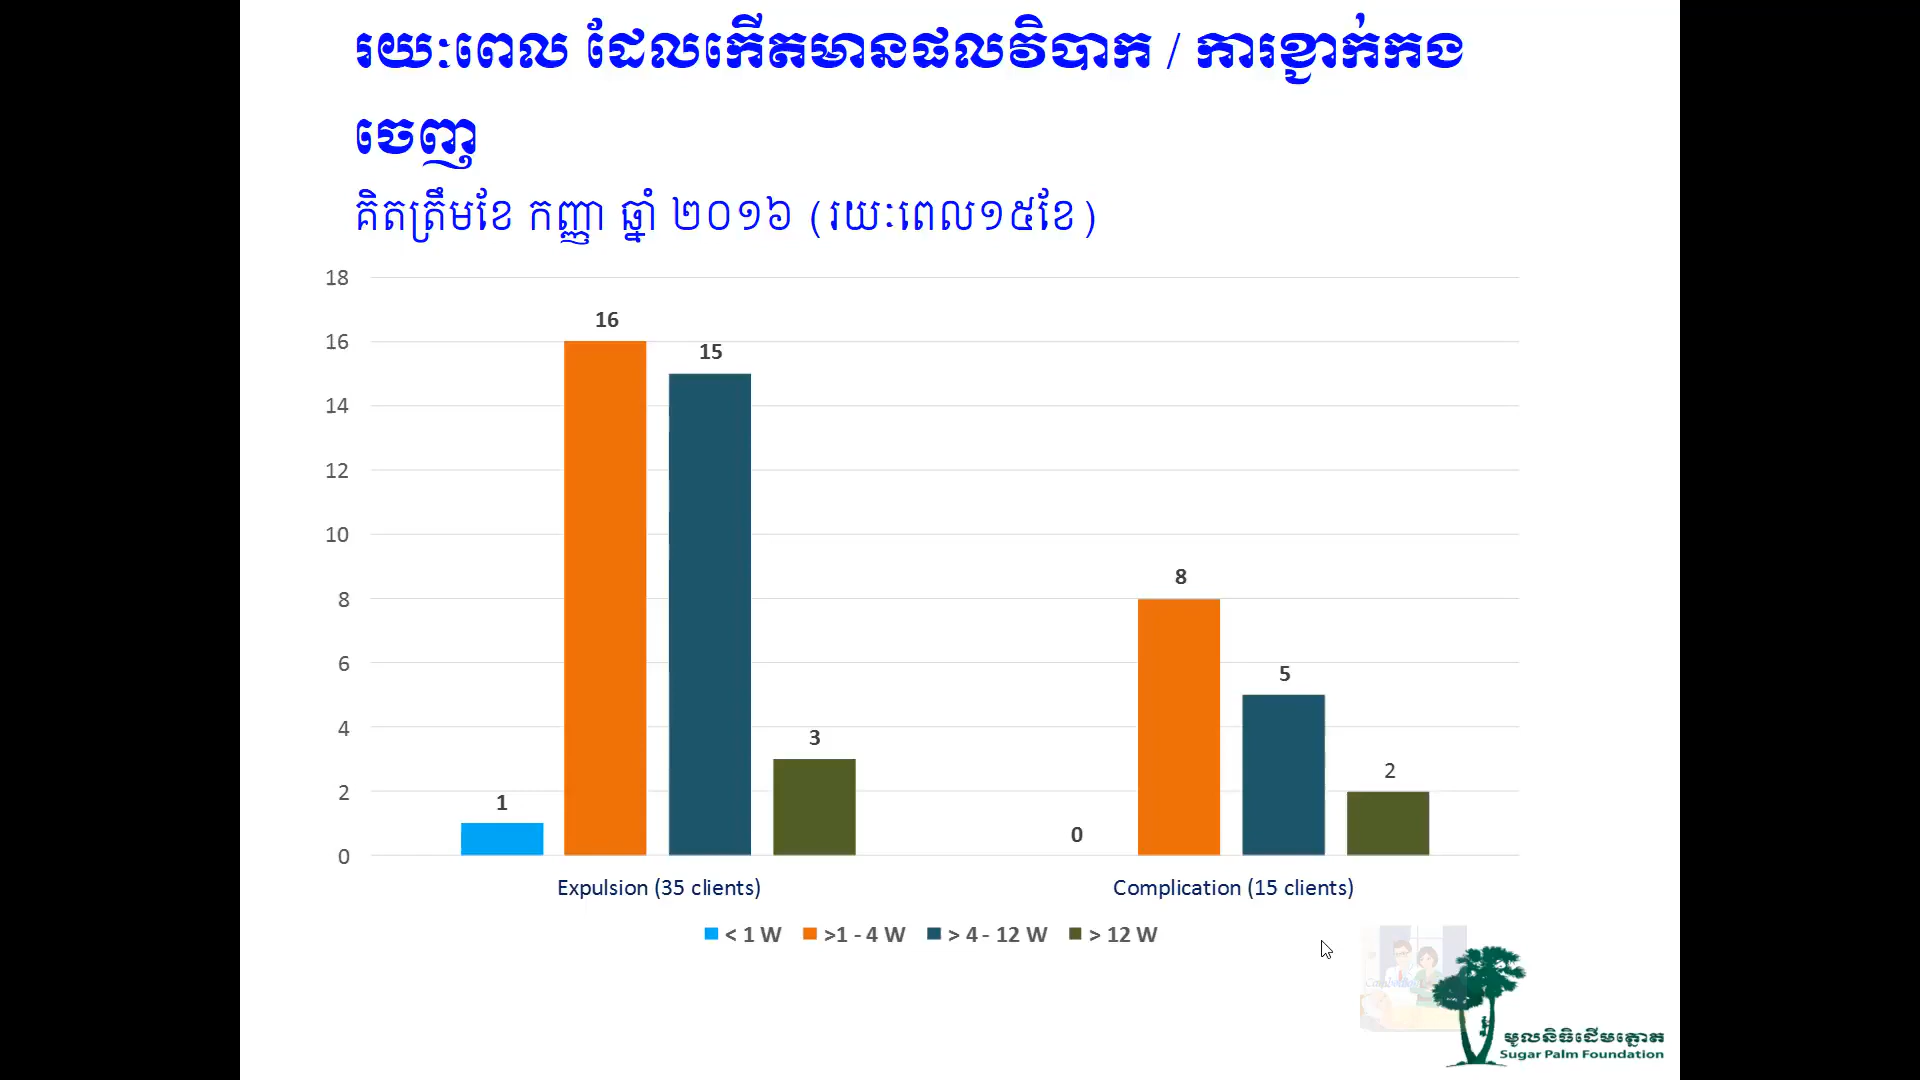 រយៈពេល ដែលកើតមានផលវិបាក / ការខ្ជាក់កង
ចេញ
គិតត្រឹមខែ កញ្ញា ឆ្នាំ ២០១៦ (រយៈពេល១៥ខែ)
18
16
14
12
10
8
6
4
2
0
1
16
15
3
0
8
5
2
Expulsion (35 clients)
Complication (15 clients)
< 1 W >1 - 4 W > 4 - 12 W > 12 W
មូលនិធិដើមត្នោត
Sugar Palm Foundation